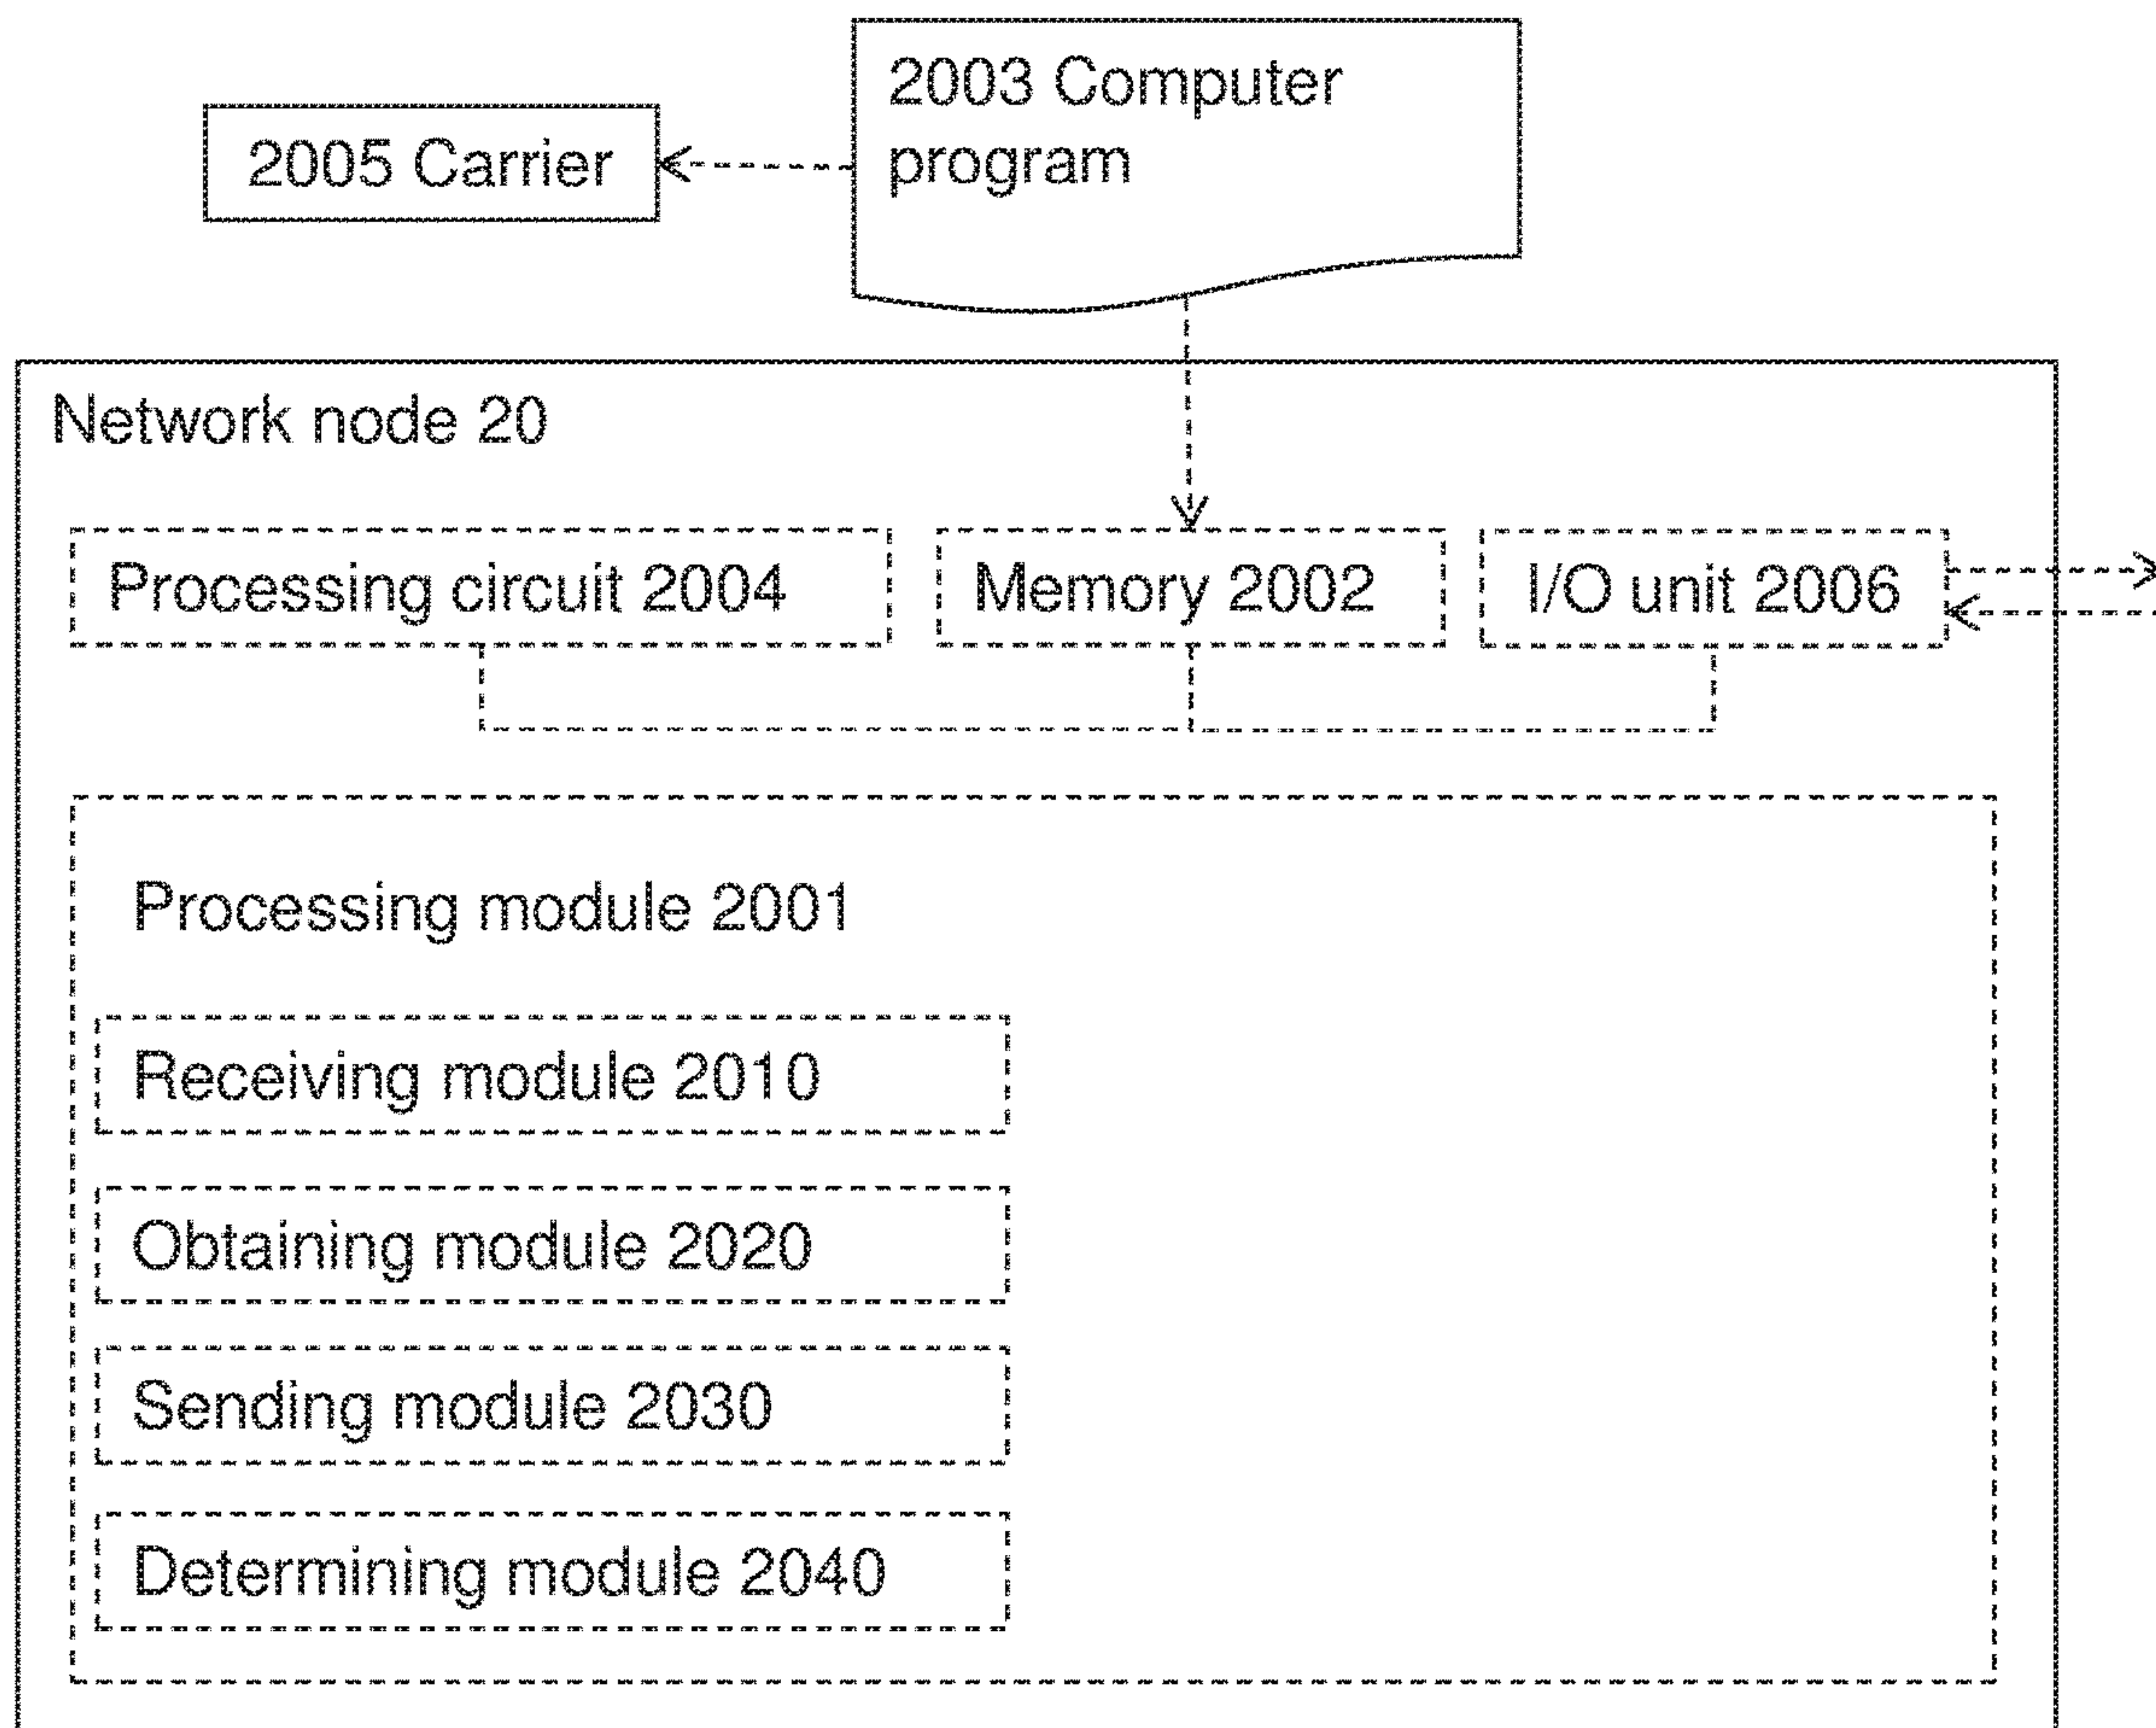 2003 Computer
program
2005 Carrier
Network node 20
Processing circuit 2004
Memory 2002
I/O unit 2006
Processing module 2001
Receiving module 2010
Obtaining module 2020
Sending module 2030
Determining module 2040